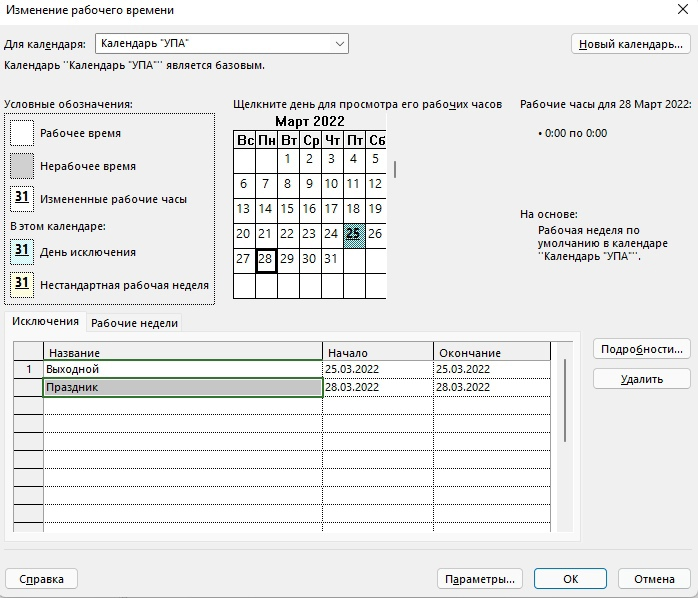 Изменение рабочего времени
Для календаря: Календарь "УПА" Новый календарь...
Календарь "Календарь "УПА"" является базовым.
Условные обозначения: Щелкните день для просмотра его рабочих часов Рабочие часы для 28 Март 2022:
Март 2022
Вс Пн Вт Ср Чт Пт Сб
1 2 3 4 5
6 7 8 9 10 11 12
13 14 15 16 17 18 19
20 21 22 23 24 25 26
27 28 29 30 31
Рабочее время
Нерабочее время
31 Измененные рабочие часы
В этом календаре:
31 День исключения
31 Нестандартная рабочая неделя
• 0:00 по 0:00
На основе:
Рабочая неделя по
умолчанию в календаре
"Календарь "УПА"".
Исключения Рабочие недели
Название Начало Окончание
1 Выходной 25.03.2022 25.03.2022
Праздник 28.03.2022 28.03.2022
Подробности...
Удалить
Справка Параметры... ОК Отмена